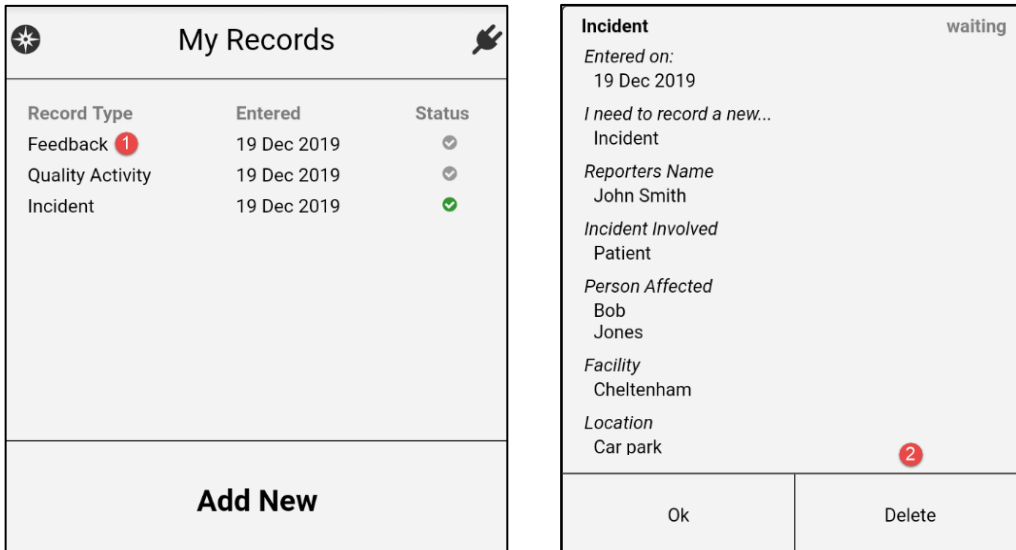 My Records
Record Type Entered Status
Feedback 1 19 Dec 2019
Quality Activity 19 Dec 2019
Incident 19 Dec 2019
Add New
Incident waiting
Entered on:
19 Dec 2019
I need to record a new...
Incident
Reporters Name
John Smith
Incident Involved
Patient
Person Affected
Bob
Jones
Facility
Cheltenham
Location
Car park
2
Ok Delete